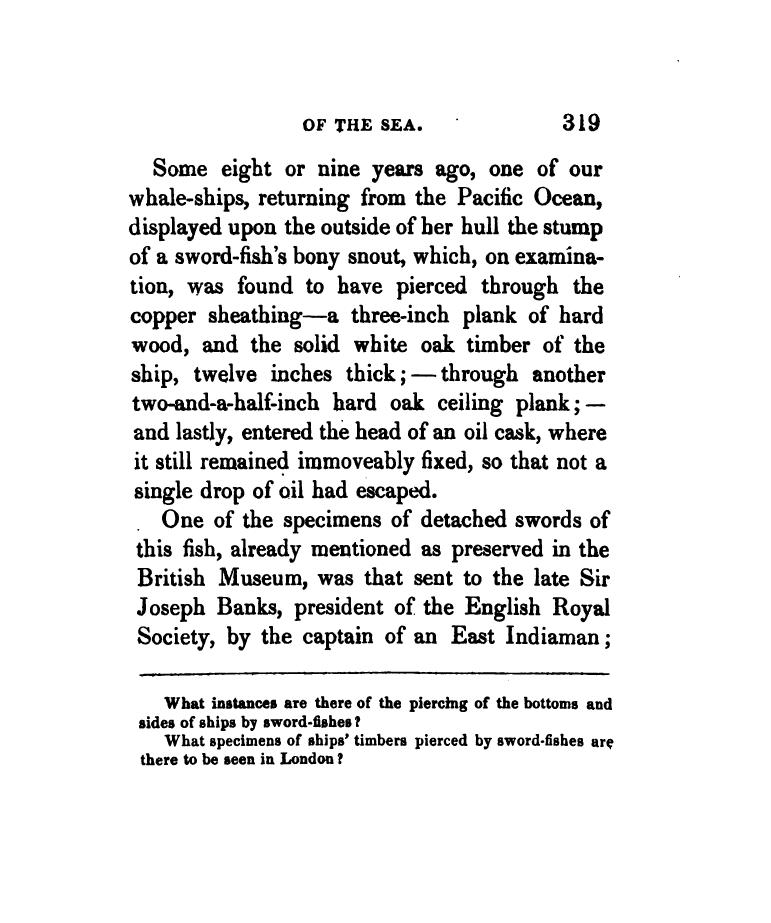 OF THE SEA. 319
Some eight or nine years ago, one of our
whale-ships, returning from the Pacific Ocean,
displayed upon the outside of her hull the stump
of a sword-fish's bony snout, which, on examina-
tion, was found to have pierced through the
copper sheathing—a three-inch plank of hard
wood, and the solid white oak timber of the
ship, twelve inches thick;—through another
two-and-a-half-inch hard oak ceiling plank;—
and lastly, entered the head of an oil cask, where
it still remained immoveably fixed, so that not a
single drop of oil had escaped.
One of the specimens of detached swords of
this fish, already mentioned as preserved in the
British Museum, was that sent to the late Sir
Joseph Banks, president of the English Royal
Society, by the captain of an East Indiaman;
What instances are there of the piercing of the bottoms and
sides of ships by sword-fishes?
What specimens of ships' timbers pierced by sword-fishes are
there to be seen in London?